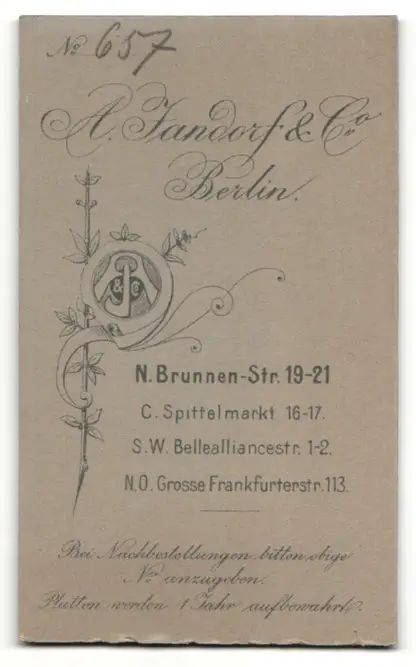 No 657
A. Jandorf & Co
Berlin.
A J & Co
N. Brunnen-Str. 19-21
C. Spittelmarkt 16-17.
S.W. Bellealliancestr. 1-2.
N.O. Grosse Frankfurterstr. 113.
Bei Nachbestellungen bitten obige
No anzugeben.
Platten werden 1 Jahr aufbewahrt.